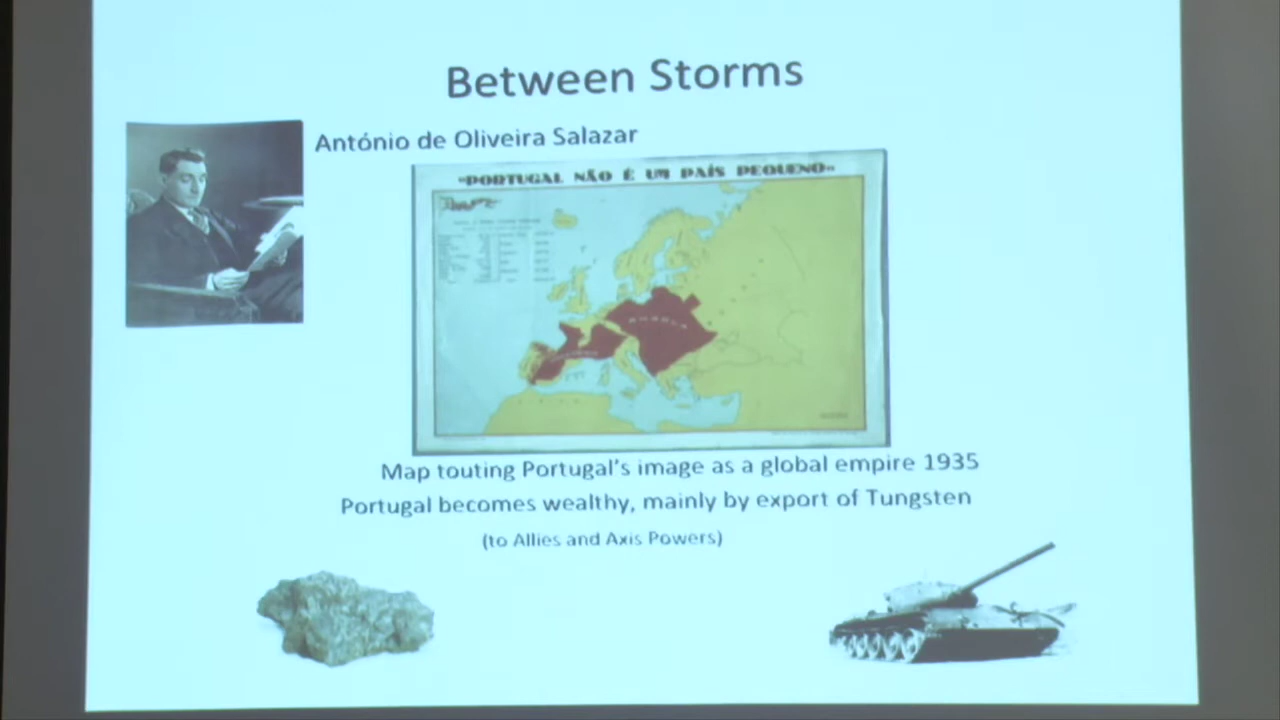 Between Storms
António de Oliveira Salazar
«PORTUGAL NÃO É UM PAÍS PEQUENO»
ANGOLA
Map touting Portugal's image as a global empire 1935
Portugal becomes wealthy, mainly by export of Tungsten
(to Allies and Axis Powers)